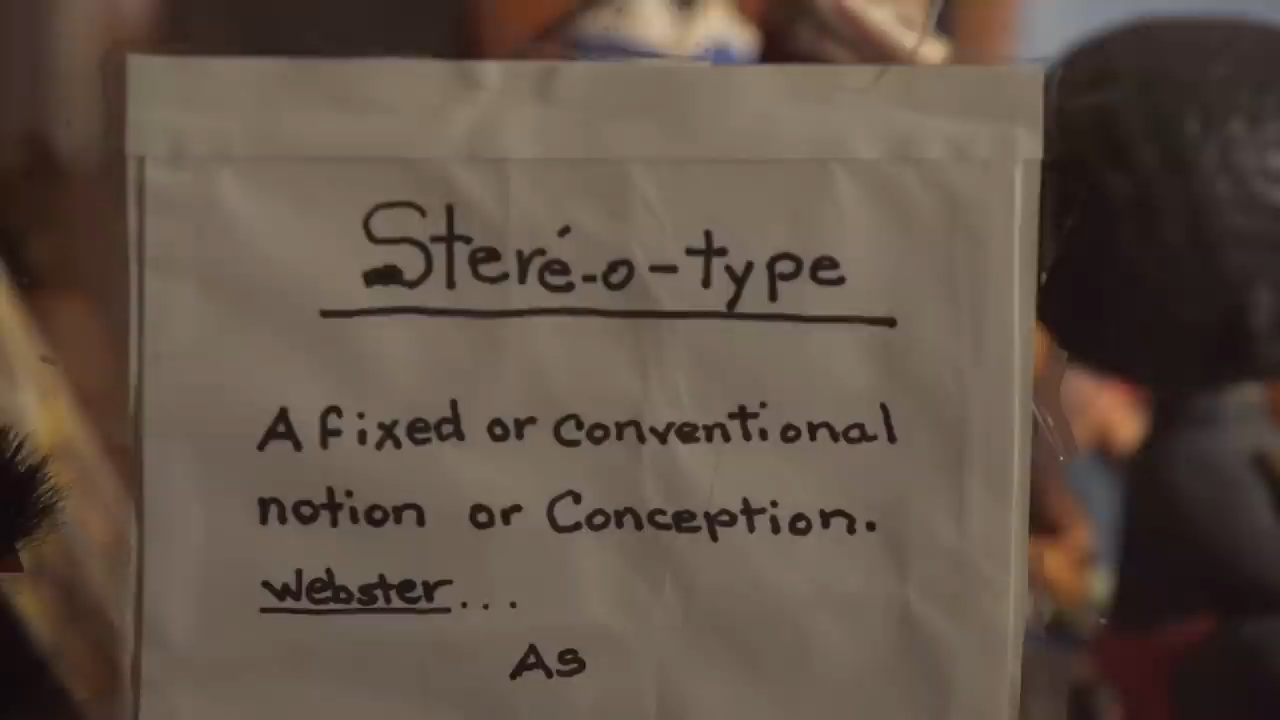 Steré-o-type
A fixed or conventional
notion or Conception.
Webster...
As